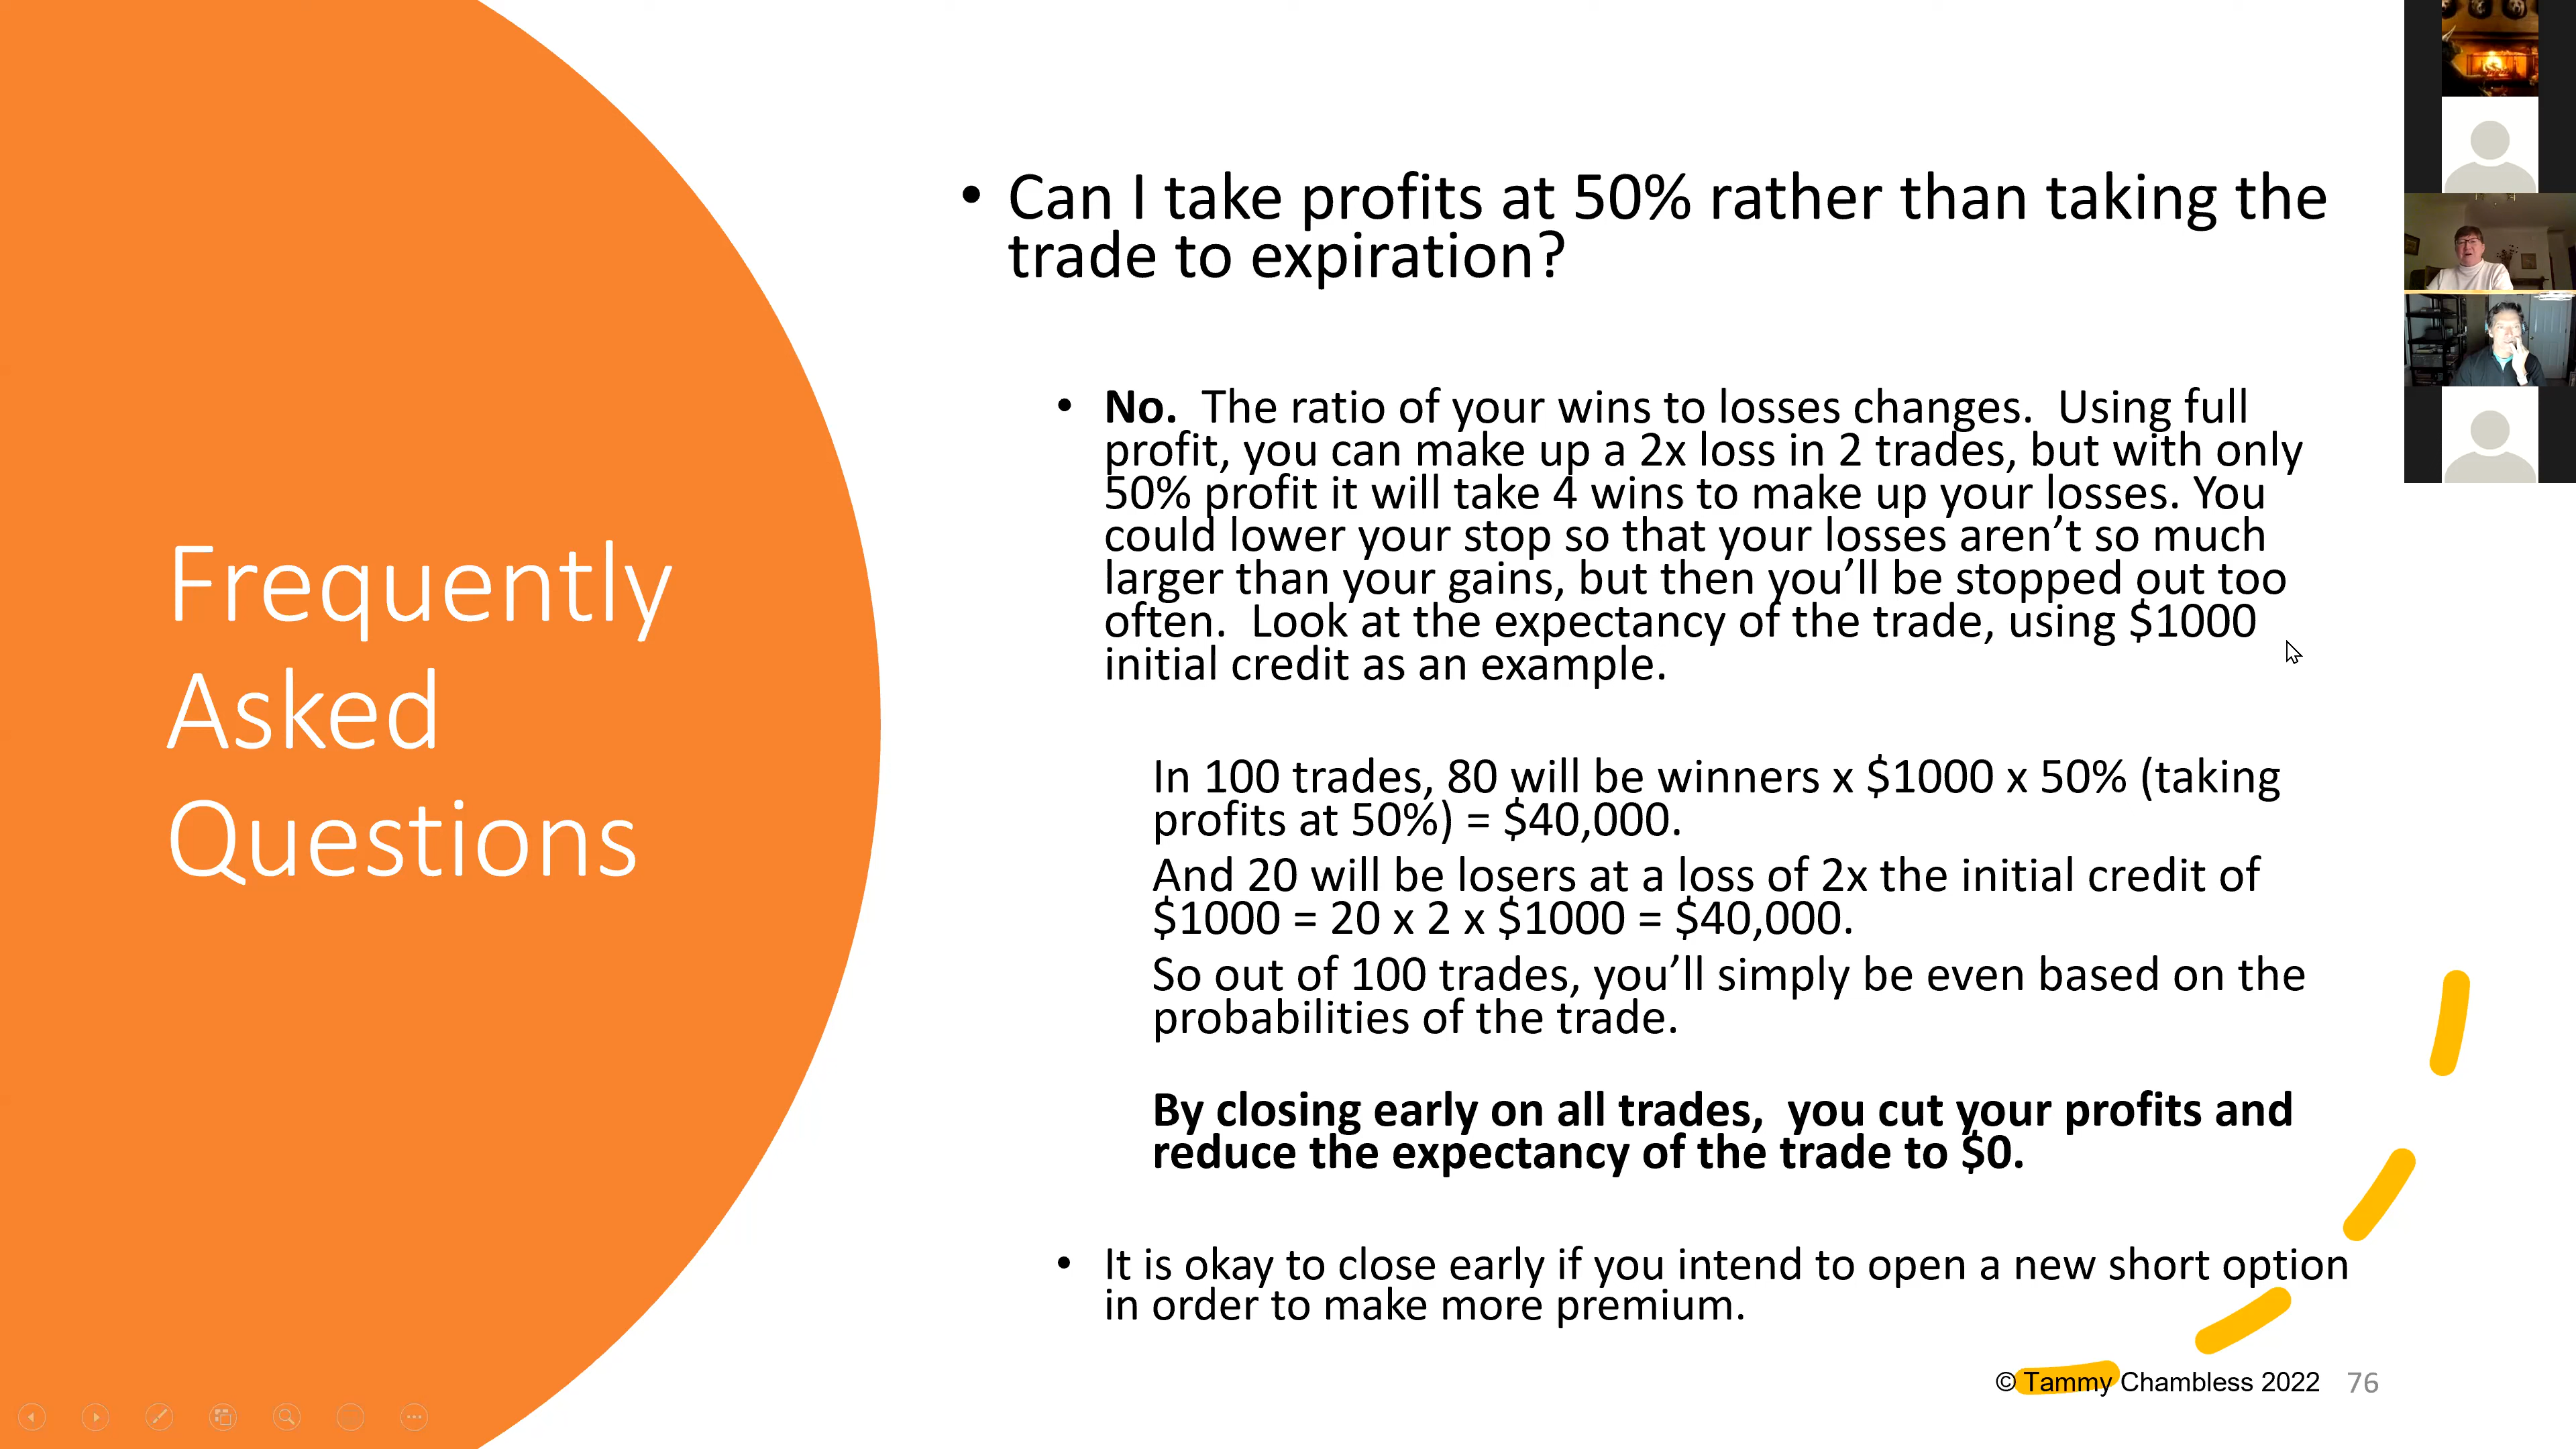 Frequently
Asked
Questions
• Can I take profits at 50% rather than taking the
trade to expiration?
• No. The ratio of your wins to losses changes. Using full
profit, you can make up a 2x loss in 2 trades, but with only
50% profit it will take 4 wins to make up your losses. You
could lower your stop so that your losses aren’t so much
larger than your gains, but then you’ll be stopped out too
often. Look at the expectancy of the trade, using $1000
initial credit as an example.
In 100 trades, 80 will be winners x $1000 x 50% (taking
profits at 50%) = $40,000.
And 20 will be losers at a loss of 2x the initial credit of
$1000 = 20 x 2 x $1000 = $40,000.
So out of 100 trades, you’ll simply be even based on the
probabilities of the trade.
By closing early on all trades, you cut your profits and
reduce the expectancy of the trade to $0.
• It is okay to close early if you intend to open a new short option
in order to make more premium.
© Tammy Chambless 2022 76